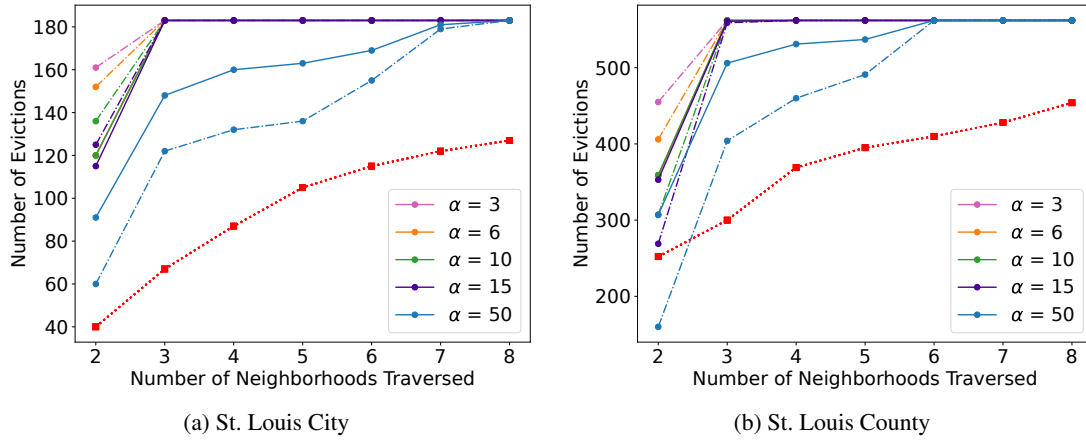 180
160
140
120
100
80
60
40
Number of Evictions
2 3 4 5 6 7 8
Number of Neighborhoods Traversed
α = 3
α = 6
α = 10
α = 15
α = 50
(a) St. Louis City
500
400
300
200
Number of Evictions
2 3 4 5 6 7 8
Number of Neighborhoods Traversed
α = 3
α = 6
α = 10
α = 15
α = 50
(b) St. Louis County